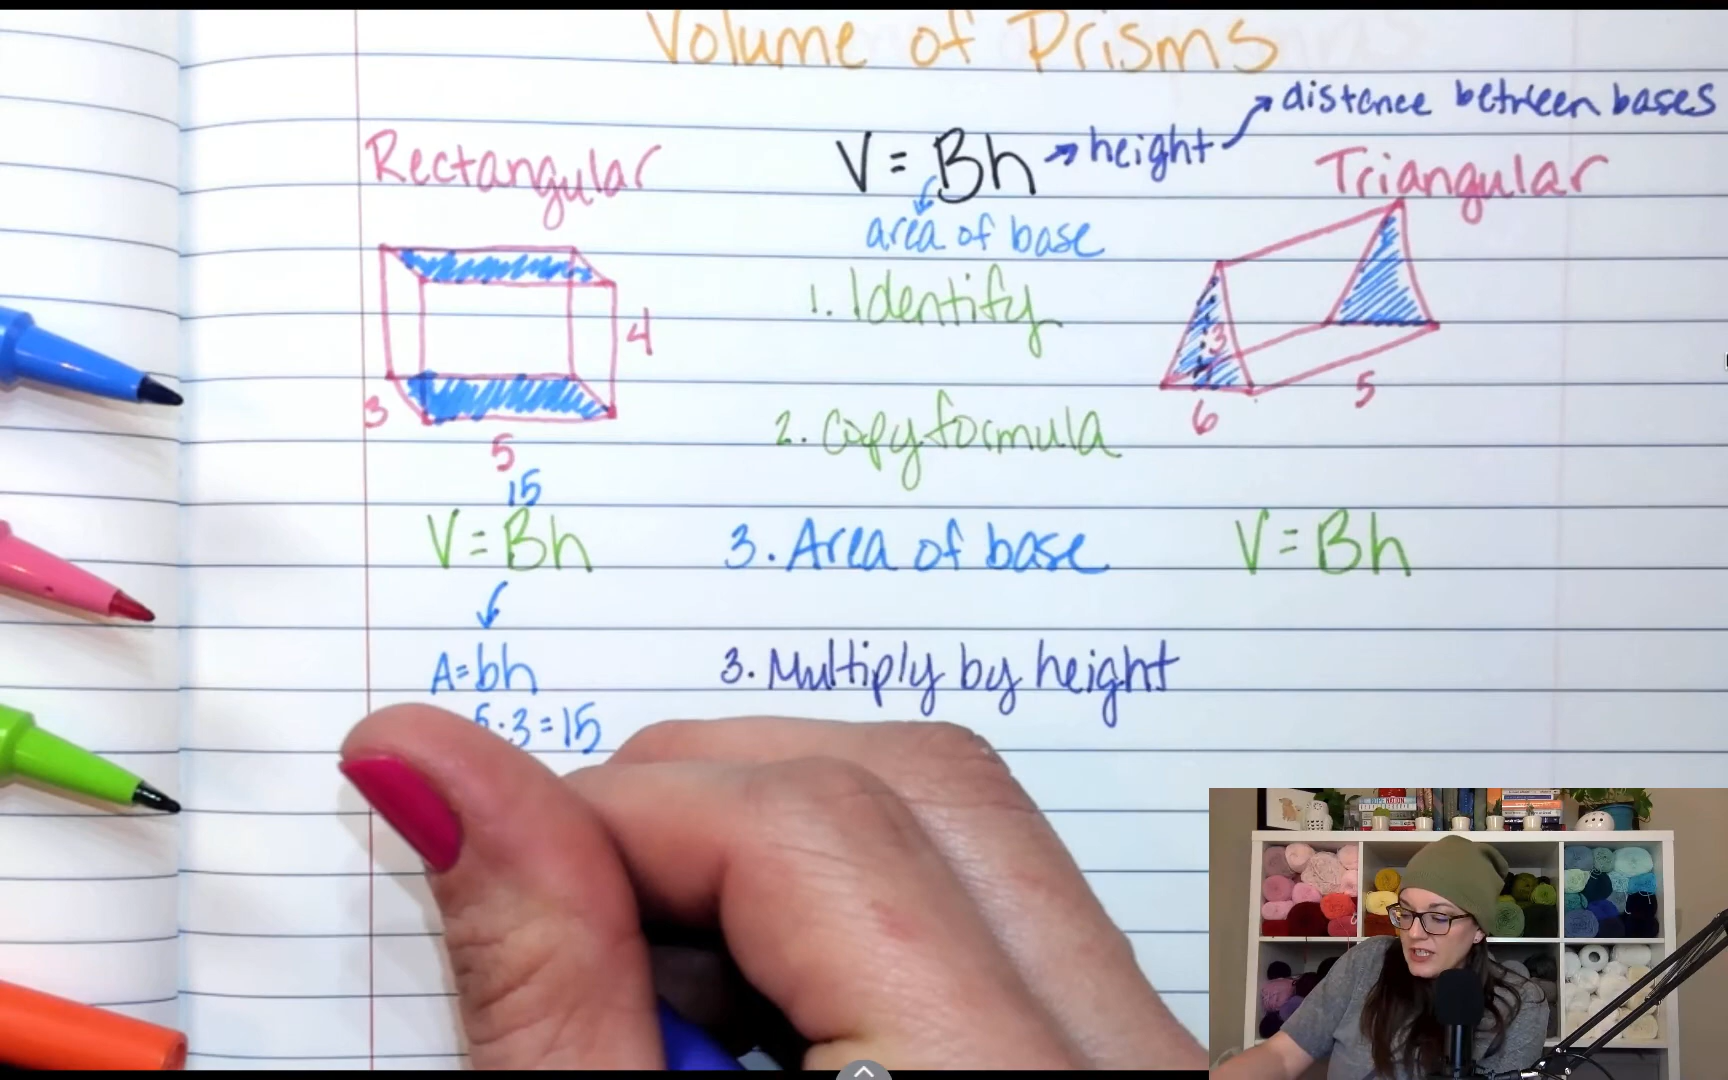 Volume of Prisms
distance between bases
V = Bh → height
Rectangular
Triangular
area of base
1. Identify
4
3
3
5
6
2. Copy formula
5
15
V = Bh
3. Area of base
V = Bh
A = bh
3. Multiply by height
5 · 3 = 15